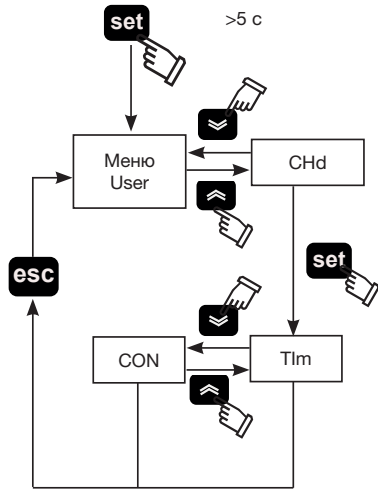 set
>5 с
Меню
User
CHd
esc
set
CON
TIm